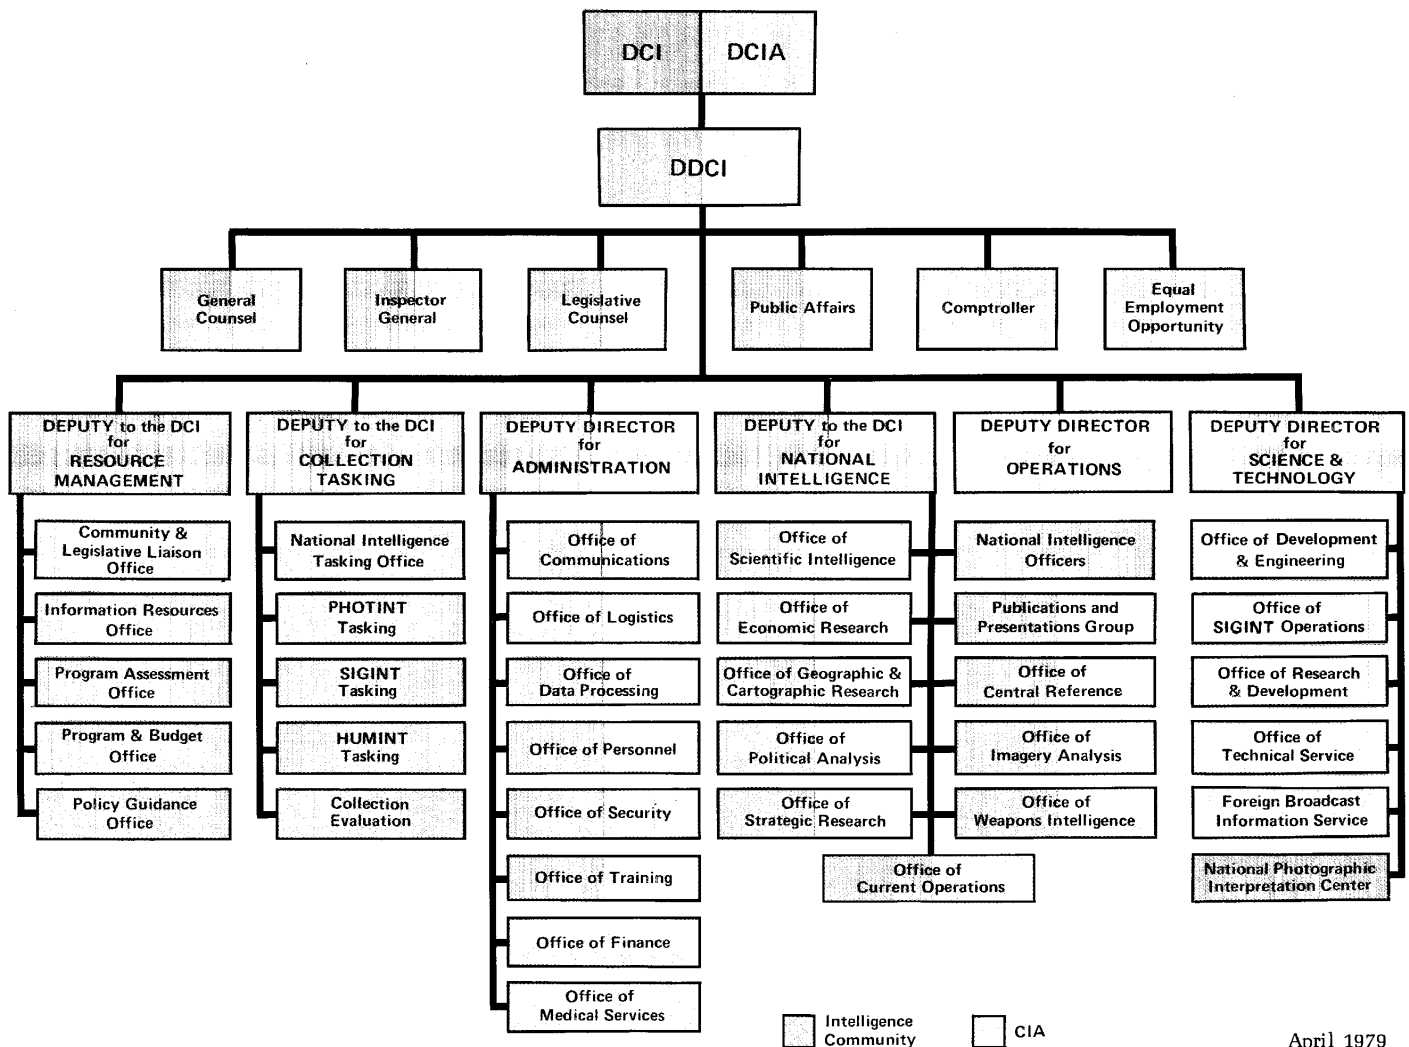 DCI
DCIA
DDCI
General
Counsel
Inspector
General
Legislative
Counsel
Public Affairs
Comptroller
Equal
Employment
Opportunity
DEPUTY to the DCI
for
RESOURCE
MANAGEMENT
Community &
Legislative Liaison
Office
Information Resources
Office
Program Assessment
Office
Program & Budget
Office
Policy Guidance
Office
DEPUTY to the DCI
for
COLLECTION
TASKING
National Intelligence
Tasking Office
PHOTINT
Tasking
SIGINT
Tasking
HUMINT
Tasking
Collection
Evaluation
DEPUTY DIRECTOR
for
ADMINISTRATION
Office of
Communications
Office of Logistics
Office of
Data Processing
Office of Personnel
Office of Security
Office of Training
Office of Finance
Office of
Medical Services
DEPUTY to the DCI
for
NATIONAL
INTELLIGENCE
Office of
Scientific Intelligence
Office of
Economic Research
Office of Geographic &
Cartographic Research
Office of
Political Analysis
Office of
Strategic Research
National Intelligence
Officers
Publications and
Presentations Group
Office of
Central Reference
Office of
Imagery Analysis
Office of
Weapons Intelligence
Office of
Current Operations
DEPUTY DIRECTOR
for
OPERATIONS
DEPUTY DIRECTOR
for
SCIENCE &
TECHNOLOGY
Office of Development
& Engineering
Office of
SIGINT Operations
Office of Research
& Development
Office of
Technical Service
Foreign Broadcast
Information Service
National Photographic
Interpretation Center
Intelligence
Community
CIA
April 1979